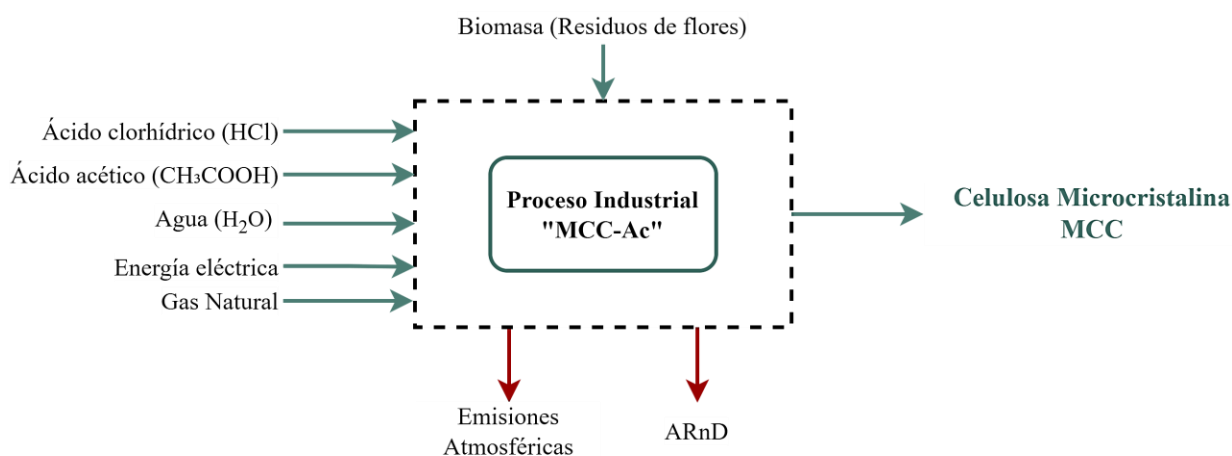 Biomasa (Residuos de flores)
Ácido clorhídrico (HCl)
Ácido acético (CH₃COOH)
Agua (H₂O)
Energía eléctrica
Gas Natural
Proceso Industrial
"MCC-Ac"
Celulosa Microcristalina
MCC
Emisiones
Atmosféricas
ARnD